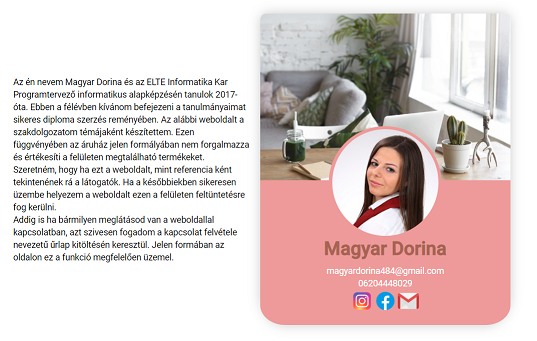 Az én nevem Magyar Dorina és az ELTE Informatika Kar
Programtervező informatikus alapképzésén tanulok 2017-
óta. Ebben a félévben kívánom befejezni a tanulmányaimat
sikeres diploma szerzés reményében. Az alábbi weboldalt a
szakdolgozatom témájaként készítettem. Ezen
függvényében az áruház jelen formályában nem forgalmazza
és értékesíti a felületen megtalálható termékeket.
Szeretném, hogy ha ezt a weboldalt, mint referencia ként
tekintenének rá a látogatók. Ha a későbbiekben sikeresen
üzembe helyezem a weboldalt ezen a felületen feltüntetésre
fog kerülni.
Addig is ha bármilyen meglátásod van a weboldallal
kapcsolatban, azt szívesen fogadom a kapcsolat felvétele
nevezetű űrlap kitöltésén keresztül. Jelen formában az
oldalon ez a funkció megfelelően üzemel.
Magyar Dorina
magyardorina484@gmail.com
06204448029